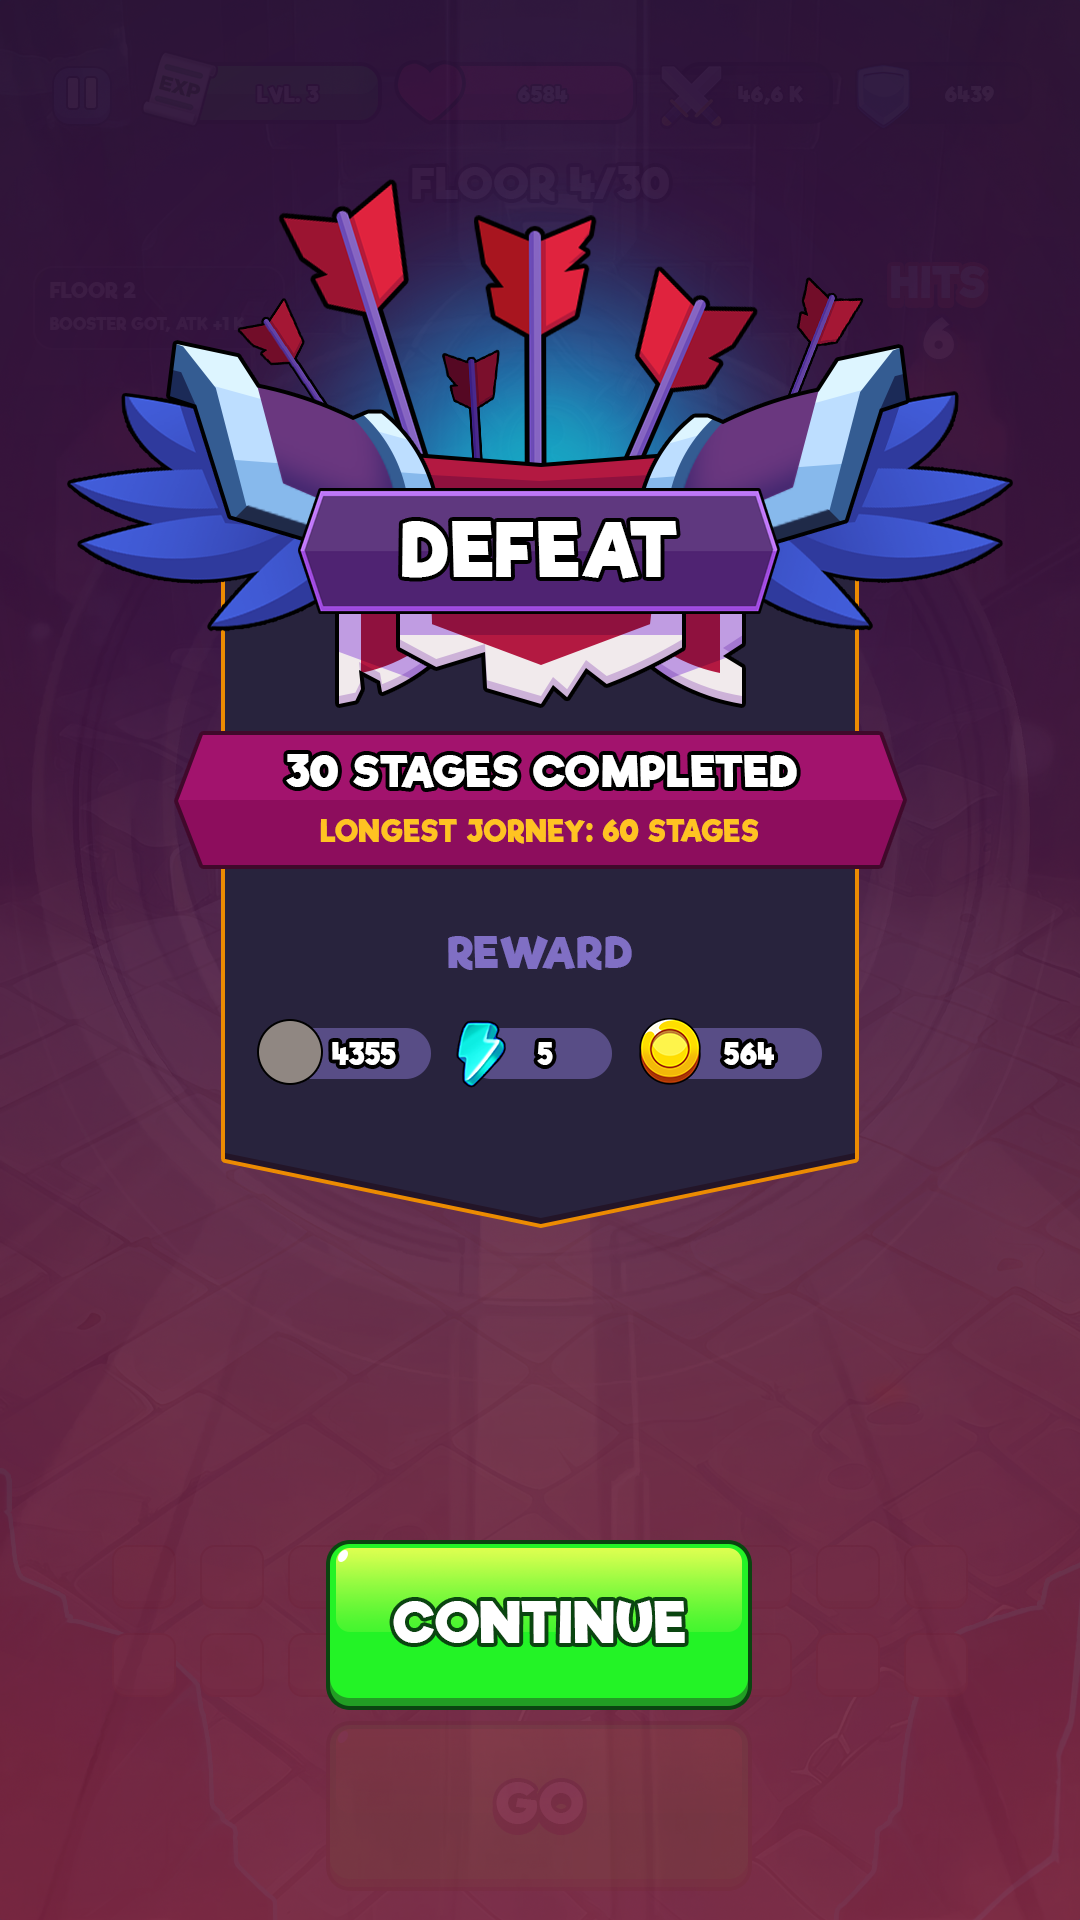 EXP
LVL. 3
6584
46,6 K
6439
FLOOR 4/30
FLOOR 2
BOOSTER GOT, ATK +1 K
HITS
6
DEFEAT
30 STAGES COMPLETED
LONGEST JORNEY: 60 STAGES
REWARD
4355
5
564
CONTINUE
GO